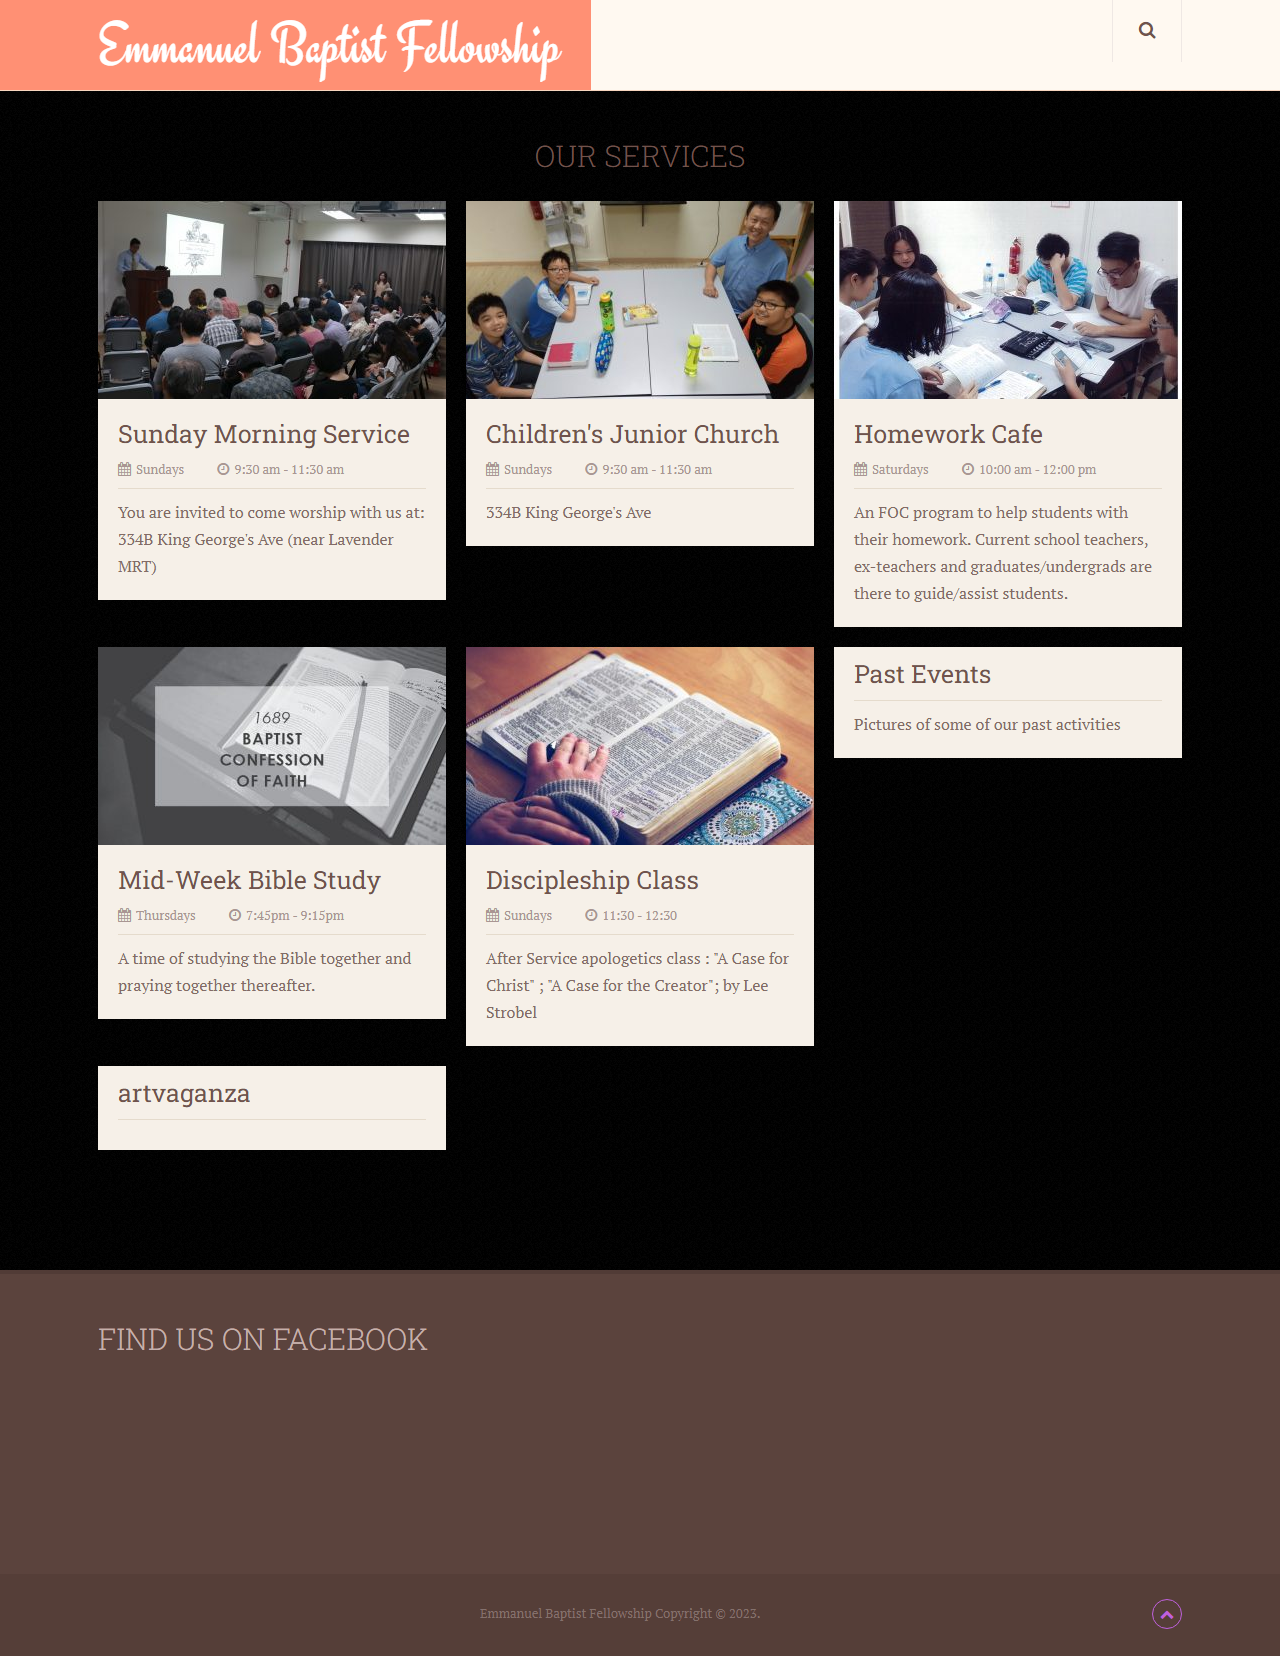 Emmanuel Baptist Fellowship
OUR SERVICES
Sunday Morning Service
Sundays 9:30 am - 11:30 am
You are invited to come worship with us at:
334B King George's Ave (near Lavender
MRT)
Children's Junior Church
Sundays 9:30 am - 11:30 am
334B King George's Ave
Homework Cafe
Saturdays 10:00 am - 12:00 pm
An FOC program to help students with
their homework. Current school teachers,
ex-teachers and graduates/undergrads are
there to guide/assist students.
1689
BAPTIST
CONFESSION
OF FAITH
Mid-Week Bible Study
Thursdays 7:45pm - 9:15pm
A time of studying the Bible together and
praying together thereafter.
Discipleship Class
Sundays 11:30 - 12:30
After Service apologetics class : "A Case for
Christ" ; "A Case for the Creator"; by Lee
Strobel
Past Events
Pictures of some of our past activities
artvaganza
FIND US ON FACEBOOK
Emmanuel Baptist Fellowship Copyright © 2023.